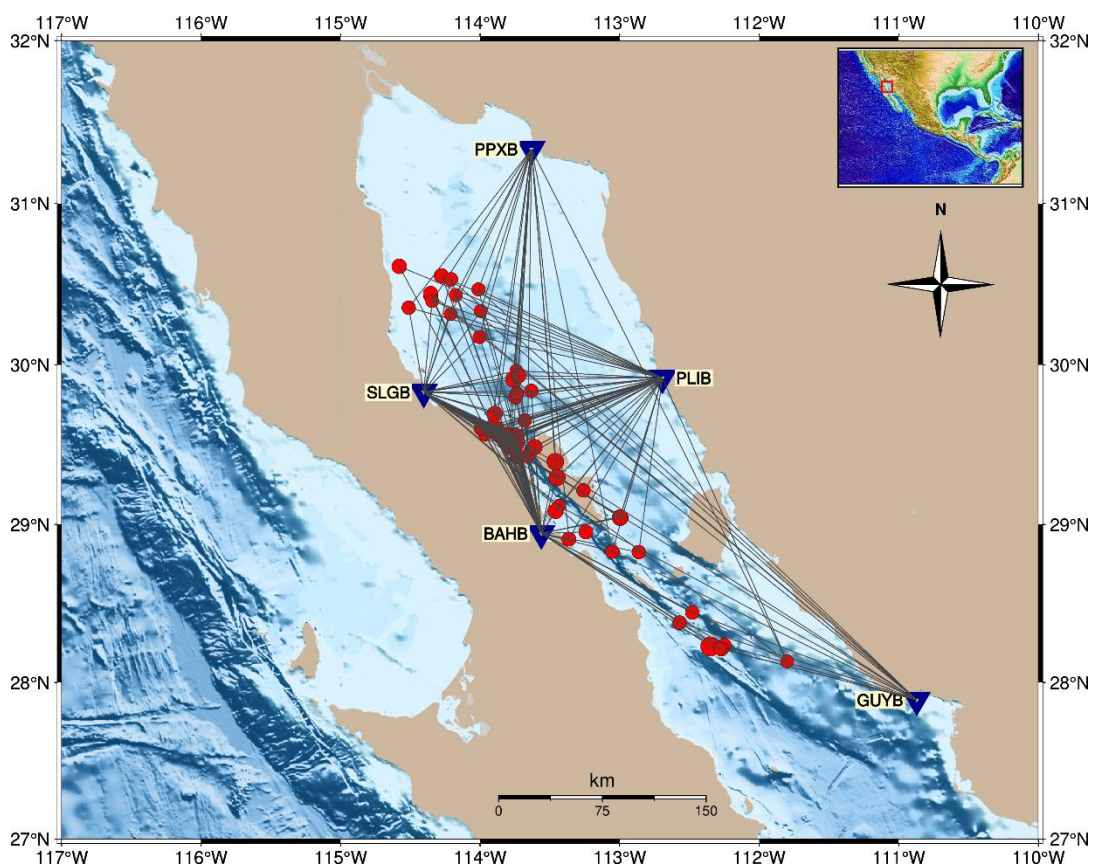 117°W 116°W 115°W 114°W 113°W 112°W 111°W 110°W
32°N 32°N
PPXB
31°N 31°N
N
30°N 30°N
SLGB PLIB
29°N 29°N
BAHB
28°N 28°N
GUYB
km
0 75 150
27°N 27°N
117°W 116°W 115°W 114°W 113°W 112°W 111°W 110°W